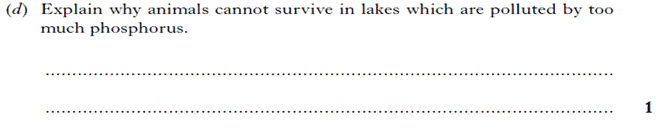 (d) Explain why animals cannot survive in lakes which are polluted by too
much phosphorus.
1